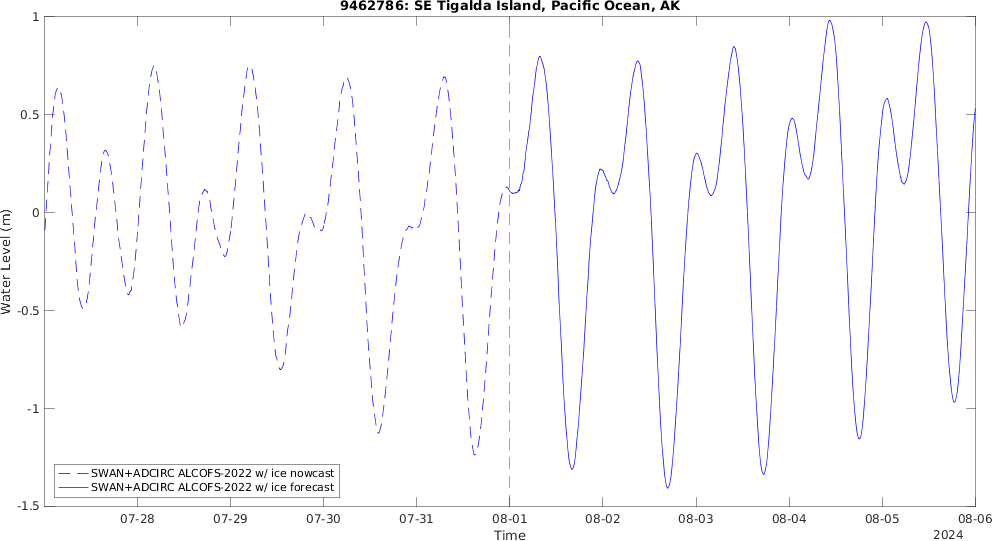 9462786: SE Tigalda Island, Pacific Ocean, AK
1
0.5
0
-0.5
-1
-1.5
Water Level (m)
SWAN+ADCIRC ALCOFS-2022 w/ ice nowcast
SWAN+ADCIRC ALCOFS-2022 w/ ice forecast
07-28 07-29 07-30 07-31 08-01 08-02 08-03 08-04 08-05 08-06
Time
2024